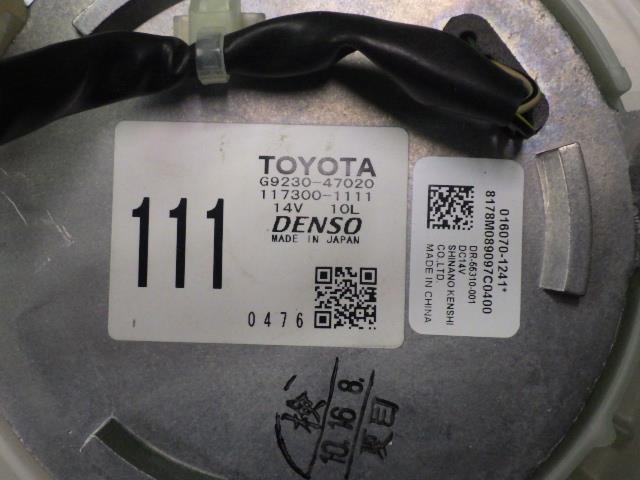 TOYOTA
G9230-47020
117300-1111
14V 10L
DENSO
MADE IN JAPAN
111
0476
016070-1241*
8178M089097C0400
DR-55310-001
DC14V
SHINANO KENSHI
CO.,LTD.
MADE IN CHINA
検
10.16 8.